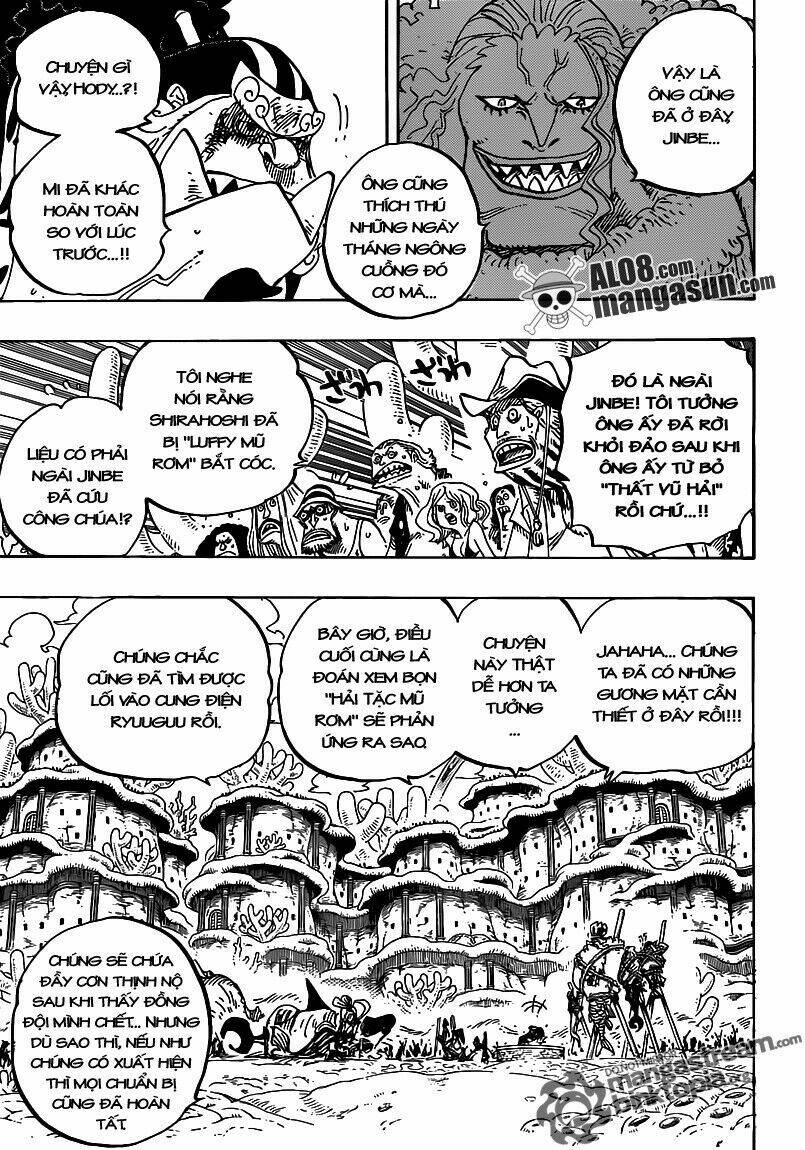 VẬY LÀ
ÔNG CŨNG
ĐÃ Ở ĐÂY,
JINBE...
ÔNG CŨNG
THÍCH THÚ
NHỮNG NGÀY
THÁNG NGÔNG
CUỒNG ĐÓ
CƠ MÀ...
CHUYỆN GÌ
VẬY, HODY...?!
MI ĐÃ KHÁC
HOÀN TOÀN
SO VỚI LÚC
TRƯỚC...!!
AL08.com
mangasun.com
ĐÓ LÀ NGÀI
JINBE! TÔI TƯỞNG
ÔNG ẤY ĐÃ RỜI
KHỎI ĐẢO SAU KHI
ÔNG ẤY TỪ BỎ
"THẤT VŨ HẢI"
RỒI CHỨ...!!
ざわ
ざわ
TÔI NGHE
NÓI RẰNG
SHIRAHOSHI ĐÃ
BỊ "LUFFY MŨ
RƠM" BẮT CÓC.
LIỆU CÓ PHẢI
NGÀI JINBE
ĐÃ CỨU
CÔNG CHÚA!?
JAHAHA... CHÚNG
TA ĐÃ CÓ NHỮNG
GƯƠNG MẶT CẦN
THIẾT Ở ĐÂY RỒI!!!
CHUYỆN
NÀY THẬT
DỄ HƠN TA
TƯỞNG
...
BÂY GIỜ, ĐIỀU
CUỐI CÙNG LÀ
ĐOÁN XEM BỌN
"HẢI TẶC MŨ
RƠM" SẼ PHẢN
ỨNG RA SAO.
CHÚNG CHẮC
CŨNG ĐÃ TÌM ĐƯỢC
LỐI VÀO CUNG ĐIỆN
RYUUGUU RỒI.
CHÚNG SẼ CHỨA
ĐẦY CƠN THỊNH NỘ
SAU KHI THẤY ĐỒNG
ĐỘI MÌNH CHẾT... NHƯNG
DÙ SAO THÌ, NẾU NHƯ
CHÚNG CÓ XUẤT HIỆN
THÌ MỌI CHUẨN BỊ
CŨNG ĐÃ HOÀN
TẤT.
mangastream.com